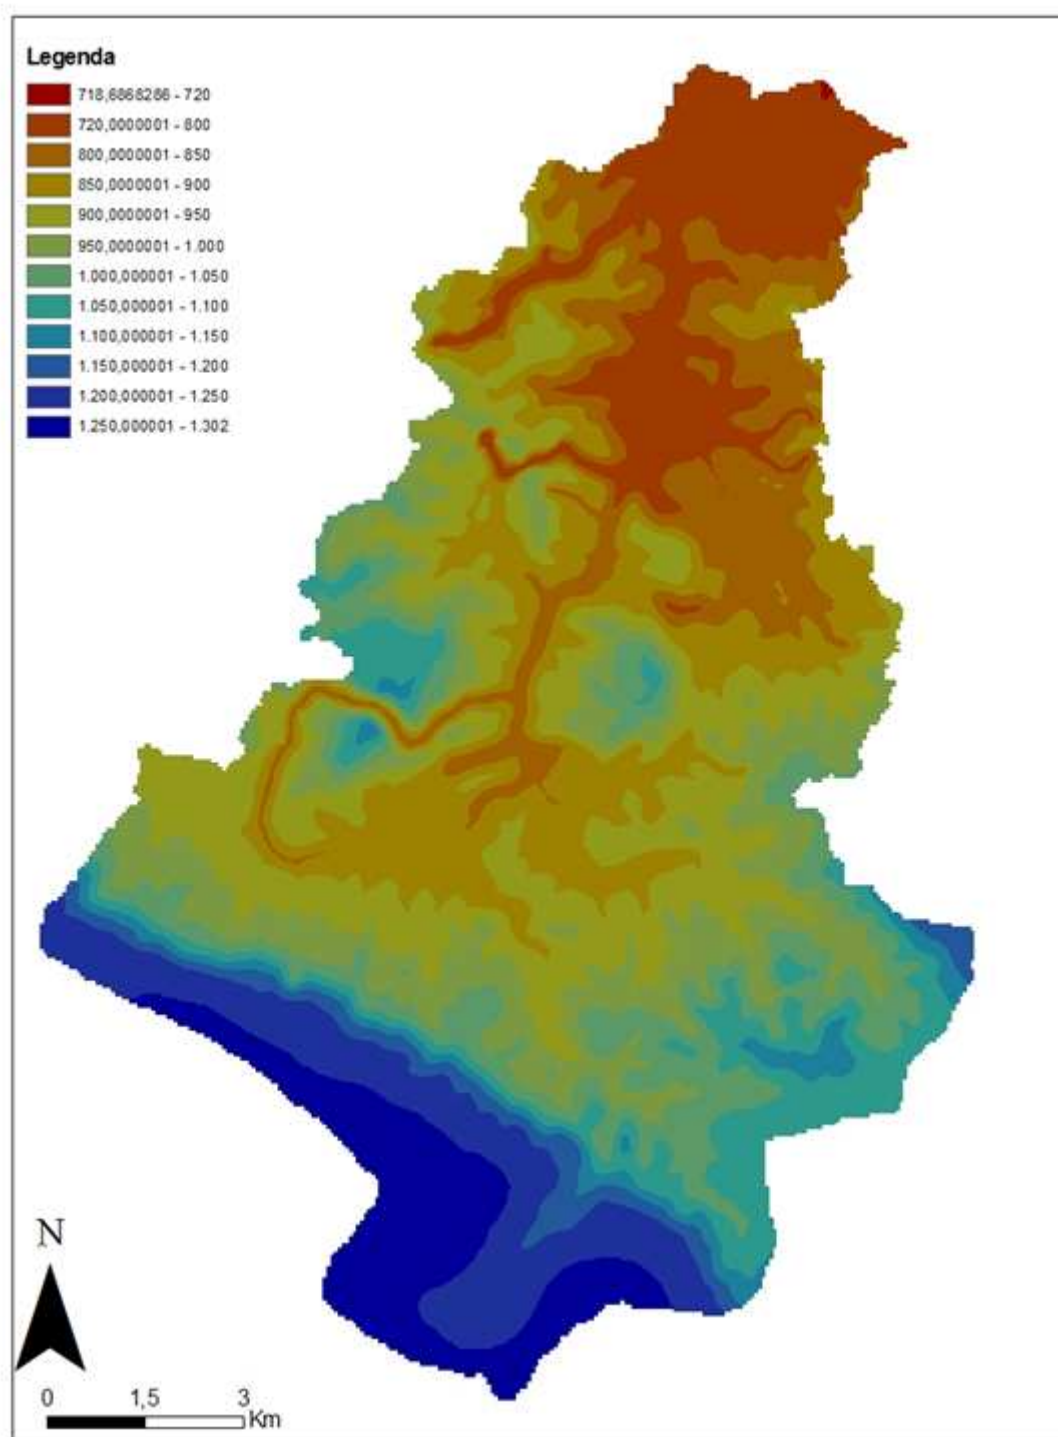 Legenda
718,6868286 - 720
720,0000001 - 800
800,0000001 - 850
850,0000001 - 900
900,0000001 - 950
950,0000001 - 1.000
1.000,000001 - 1.050
1.050,000001 - 1.100
1.100,000001 - 1.150
1.150,000001 - 1.200
1.200,000001 - 1.250
1.250,000001 - 1.302
N
0 1,5 3
Km